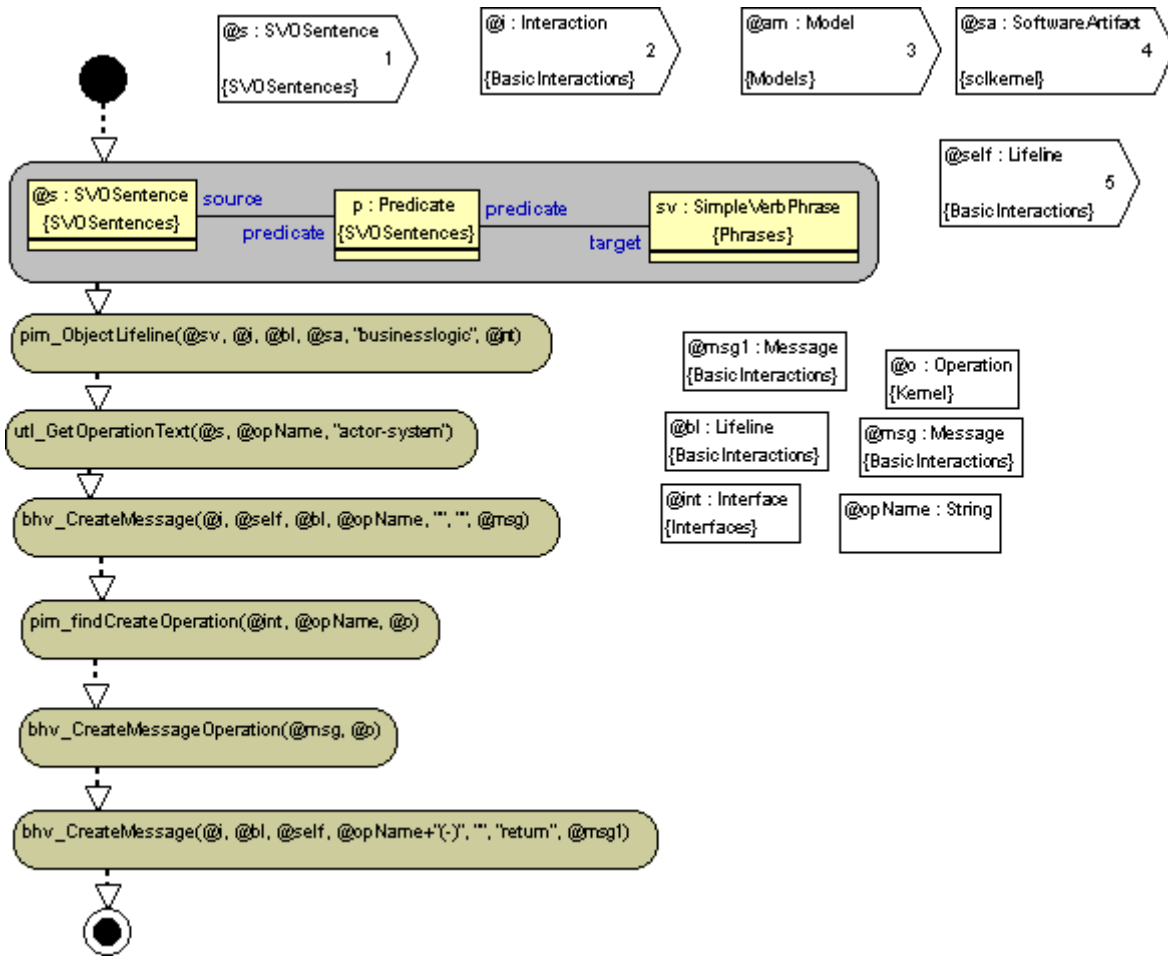 @s : SVOSentence
1
{SVOSentences}
@i : Interaction
2
{BasicInteractions}
@am : Model
3
{Models}
@sa : SoftwareArtifact
4
{sclkernel}
@self : Lifeline
5
{BasicInteractions}
@s : SVOSentence
{SVOSentences}
source
predicate
p : Predicate
{SVOSentences}
predicate
target
sv : SimpleVerbPhrase
{Phrases}
pim_ObjectLifeline(@sv, @i, @bl, @sa, "businesslogic", @int)
utl_GetOperationText(@s, @opName, "actor-system")
bhv_CreateMessage(@i, @self, @bl, @opName, "", "", @msg)
pim_findCreateOperation(@int, @opName, @o)
bhv_CreateMessageOperation(@msg, @o)
bhv_CreateMessage(@i, @bl, @self, @opName+"(-)", "", "return", @msg1)
@msg1 : Message
{BasicInteractions}
@o : Operation
{Kernel}
@bl : Lifeline
{BasicInteractions}
@msg : Message
{BasicInteractions}
@int : Interface
{Interfaces}
@opName : String